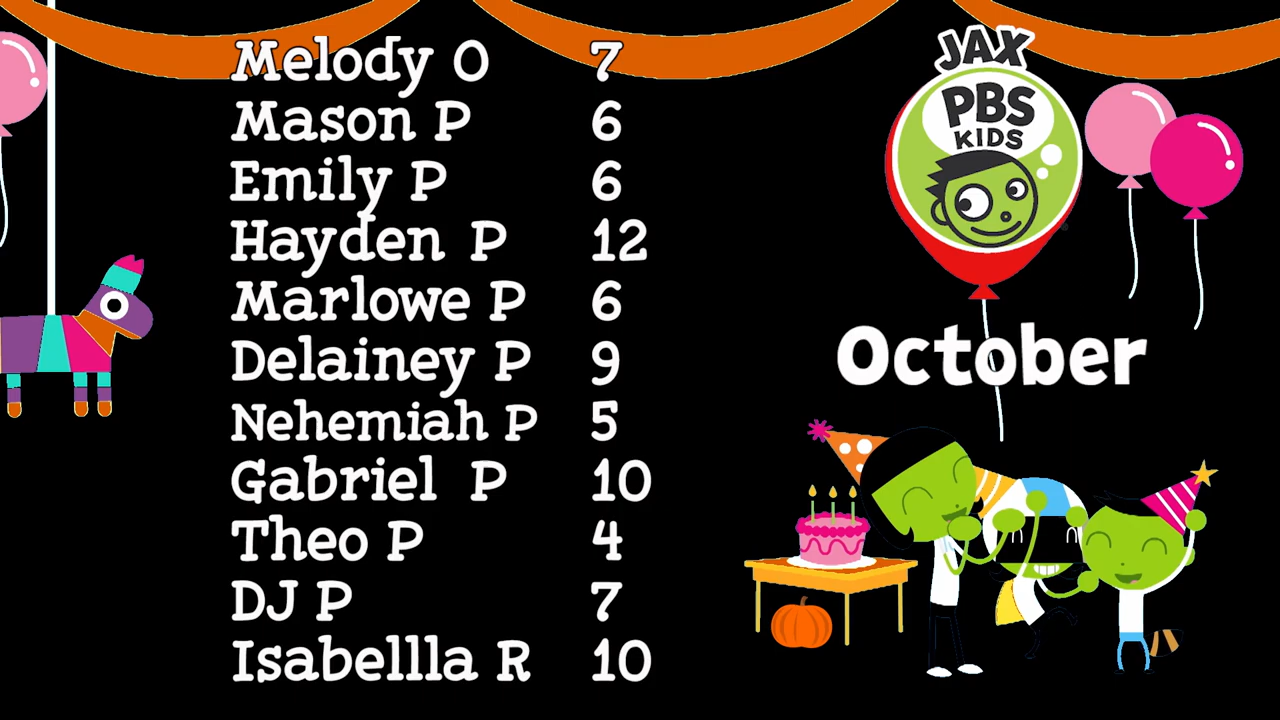 Melody O 7
Mason P 6
Emily P 6
Hayden P 12
Marlowe P 6
Delainey P 9
Nehemiah P 5
Gabriel P 10
Theo P 4
DJ P 7
Isabellla R 10
JAX
PBS
KIDS
October